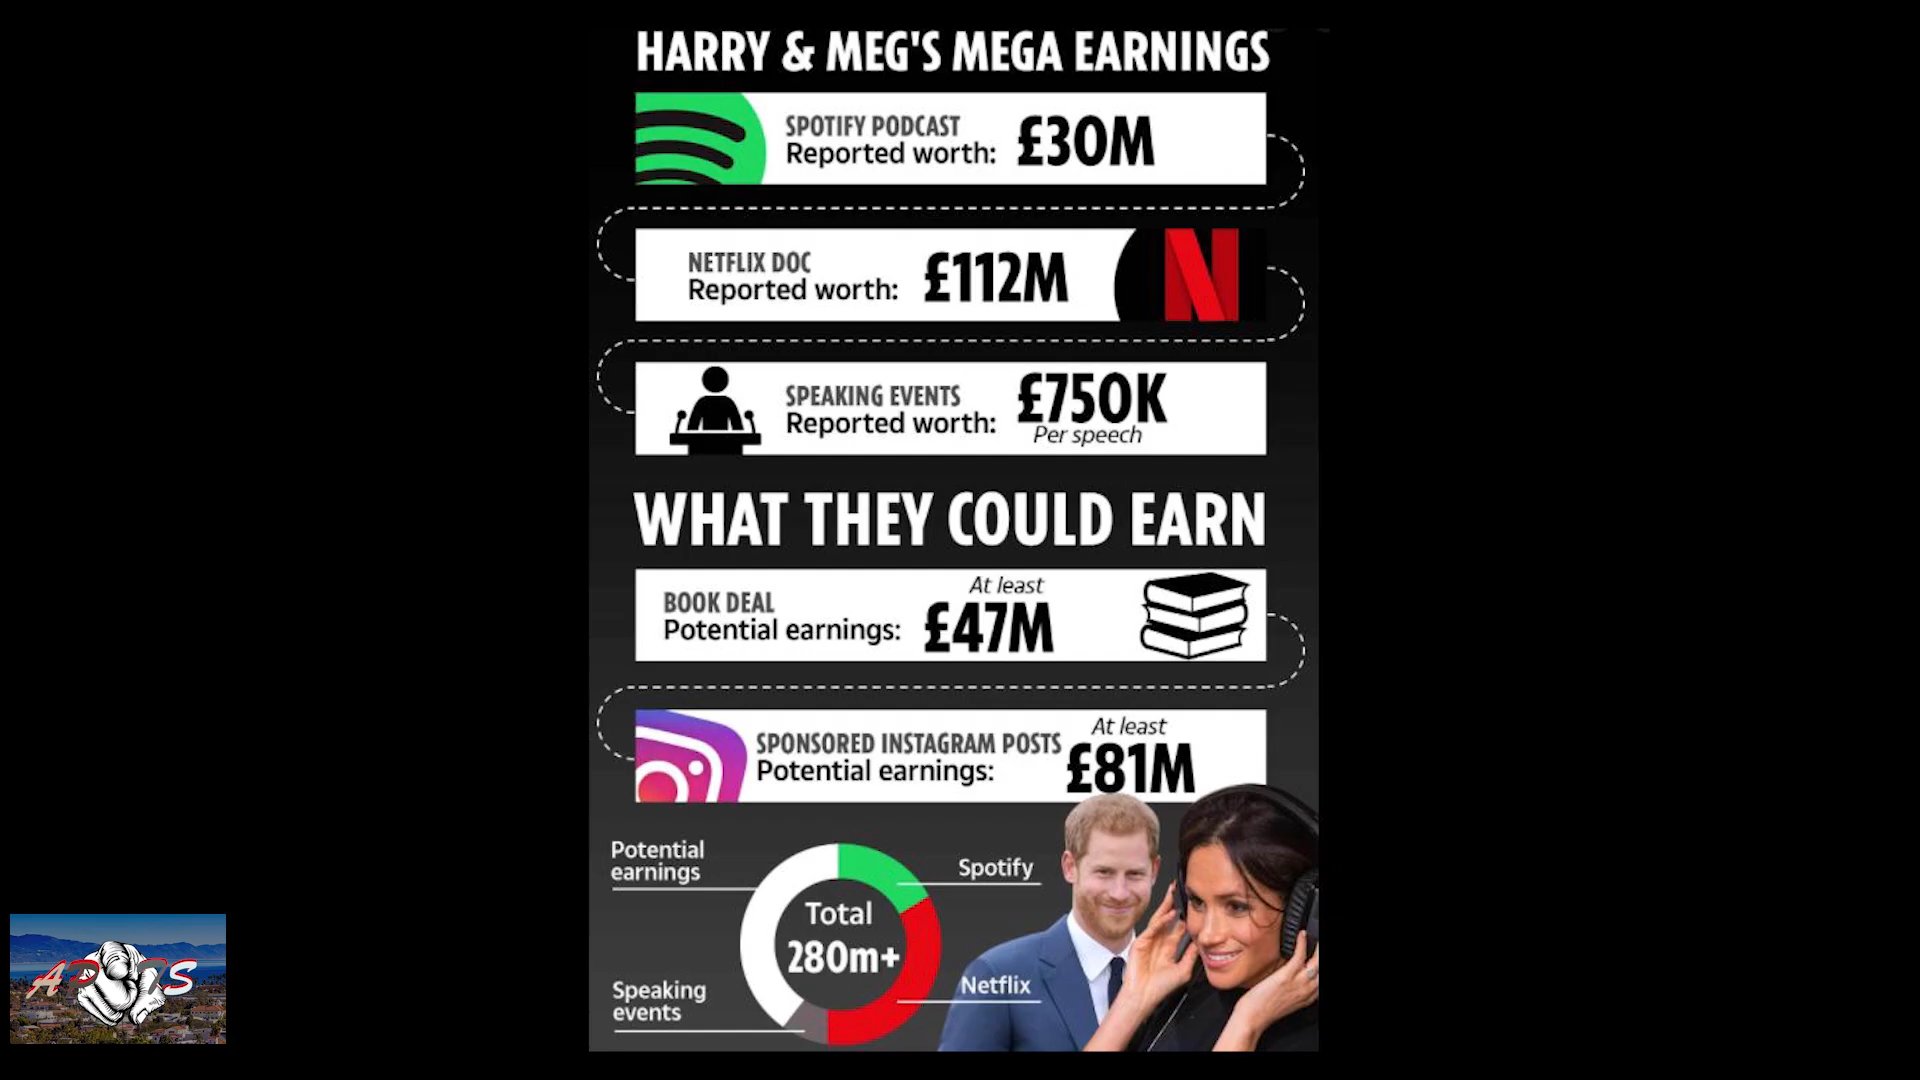 HARRY & MEG'S MEGA EARNINGS
SPOTIFY PODCAST
Reported worth: £30M
NETFLIX DOC
Reported worth: £112M
SPEAKING EVENTS
Reported worth: £750K
Per speech
WHAT THEY COULD EARN
BOOK DEAL
Potential earnings: At least £47M
SPONSORED INSTAGRAM POSTS
Potential earnings: At least £81M
Potential
earnings
Spotify
Total
280m+
Netflix
Speaking
events